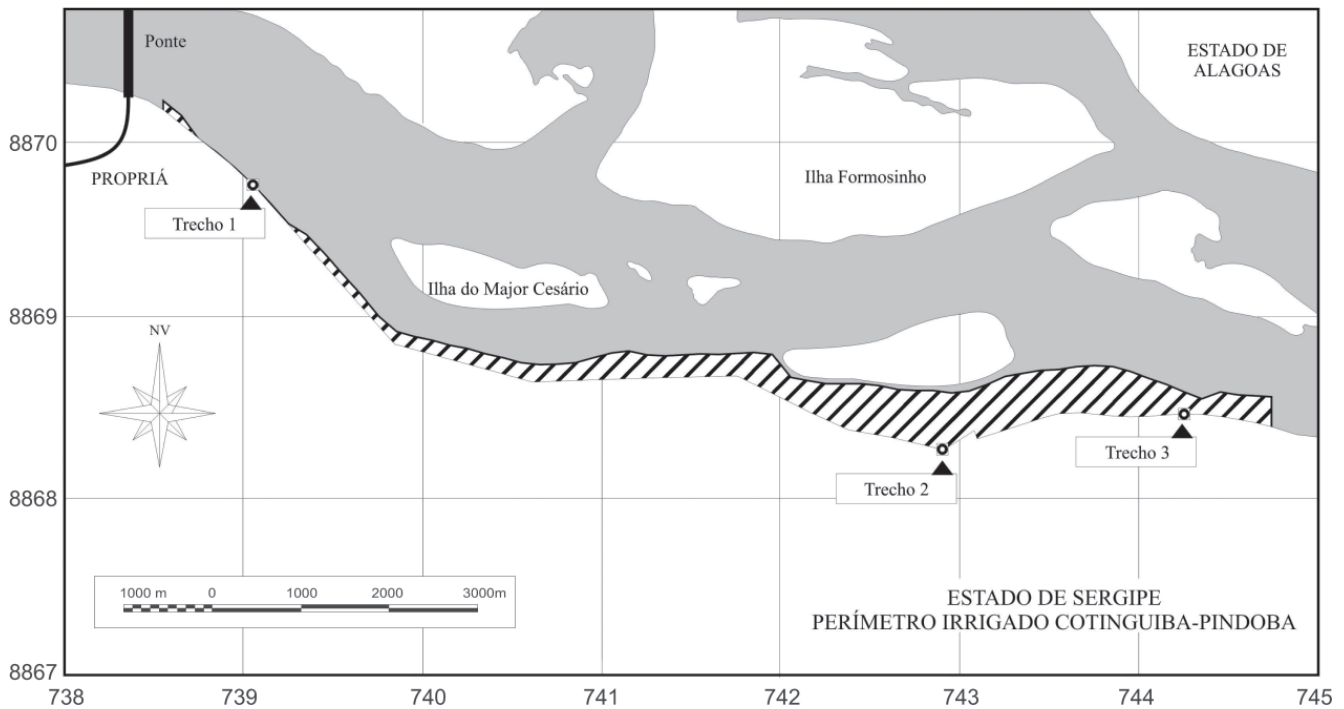 Ponte
ESTADO DE
ALAGOAS
8870
PROPRIÁ
Ilha Formosinho
Trecho 1
Ilha do Major Cesário
8869
NV
Trecho 3
Trecho 2
8868
1000 m 0 1000 2000 3000m
ESTADO DE SERGIPE
PERÍMETRO IRRIGADO COTINGUIBA-PINDOBA
8867
738 739 740 741 742 743 744 745